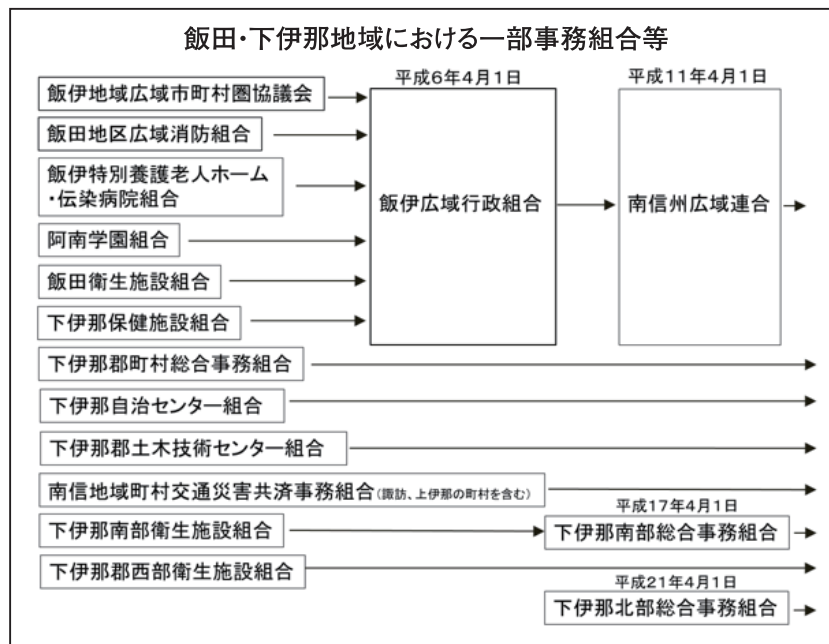 飯田・下伊那地域における一部事務組合等
平成6年4月1日
平成11年4月1日
飯伊地域広域市町村圏協議会
飯田地区広域消防組合
飯伊特別養護老人ホーム
・伝染病院組合
阿南学園組合
飯田衛生施設組合
下伊那保健施設組合
飯伊広域行政組合
南信州広域連合
下伊那郡町村総合事務組合
下伊那自治センター組合
下伊那郡土木技術センター組合
南信地域町村交通災害共済事務組合(諏訪、上伊那の町村を含む)
平成17年4月1日
下伊那南部衛生施設組合
下伊那南部総合事務組合
下伊那郡西部衛生施設組合
平成21年4月1日
下伊那北部総合事務組合